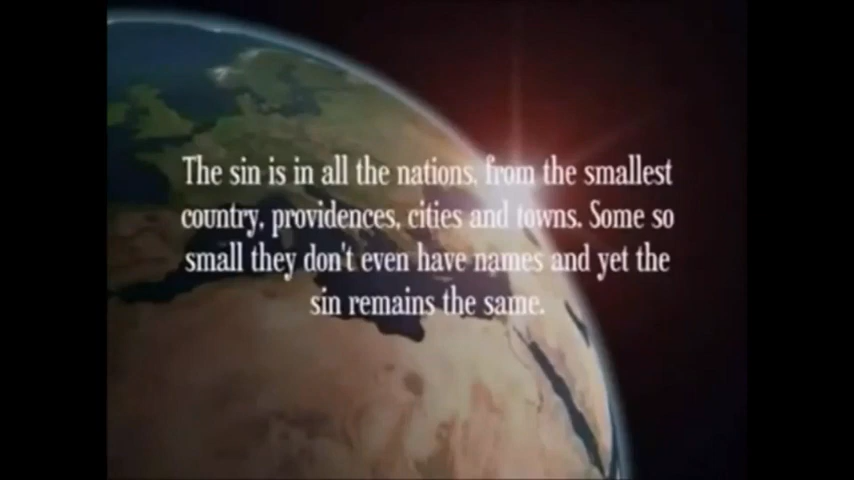 The sin is in all the nations, from the smallest
country, providences, cities and towns. Some so
small they don't even have names and yet the
sin remains the same.